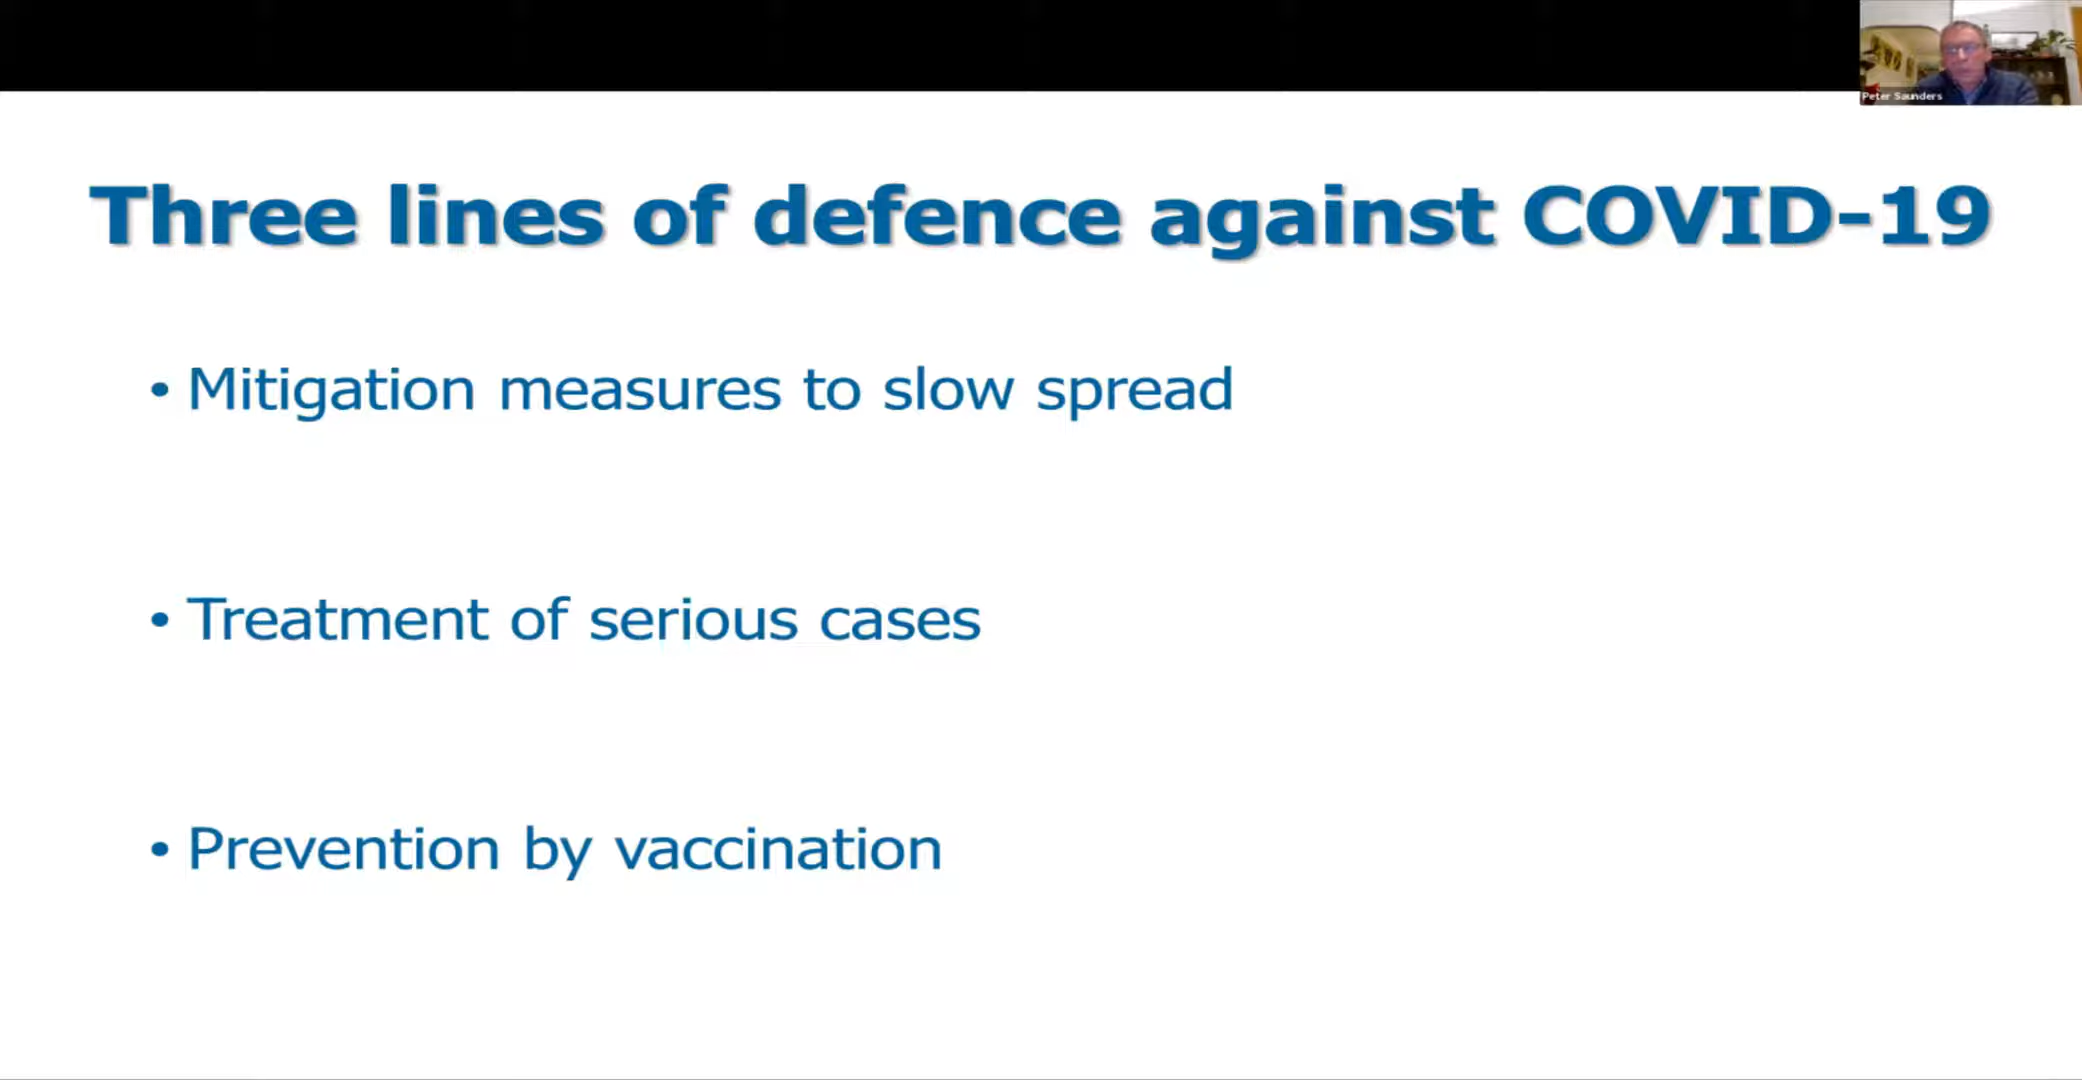 Peter Saunders
Three lines of defence against COVID-19
• Mitigation measures to slow spread
• Treatment of serious cases
• Prevention by vaccination